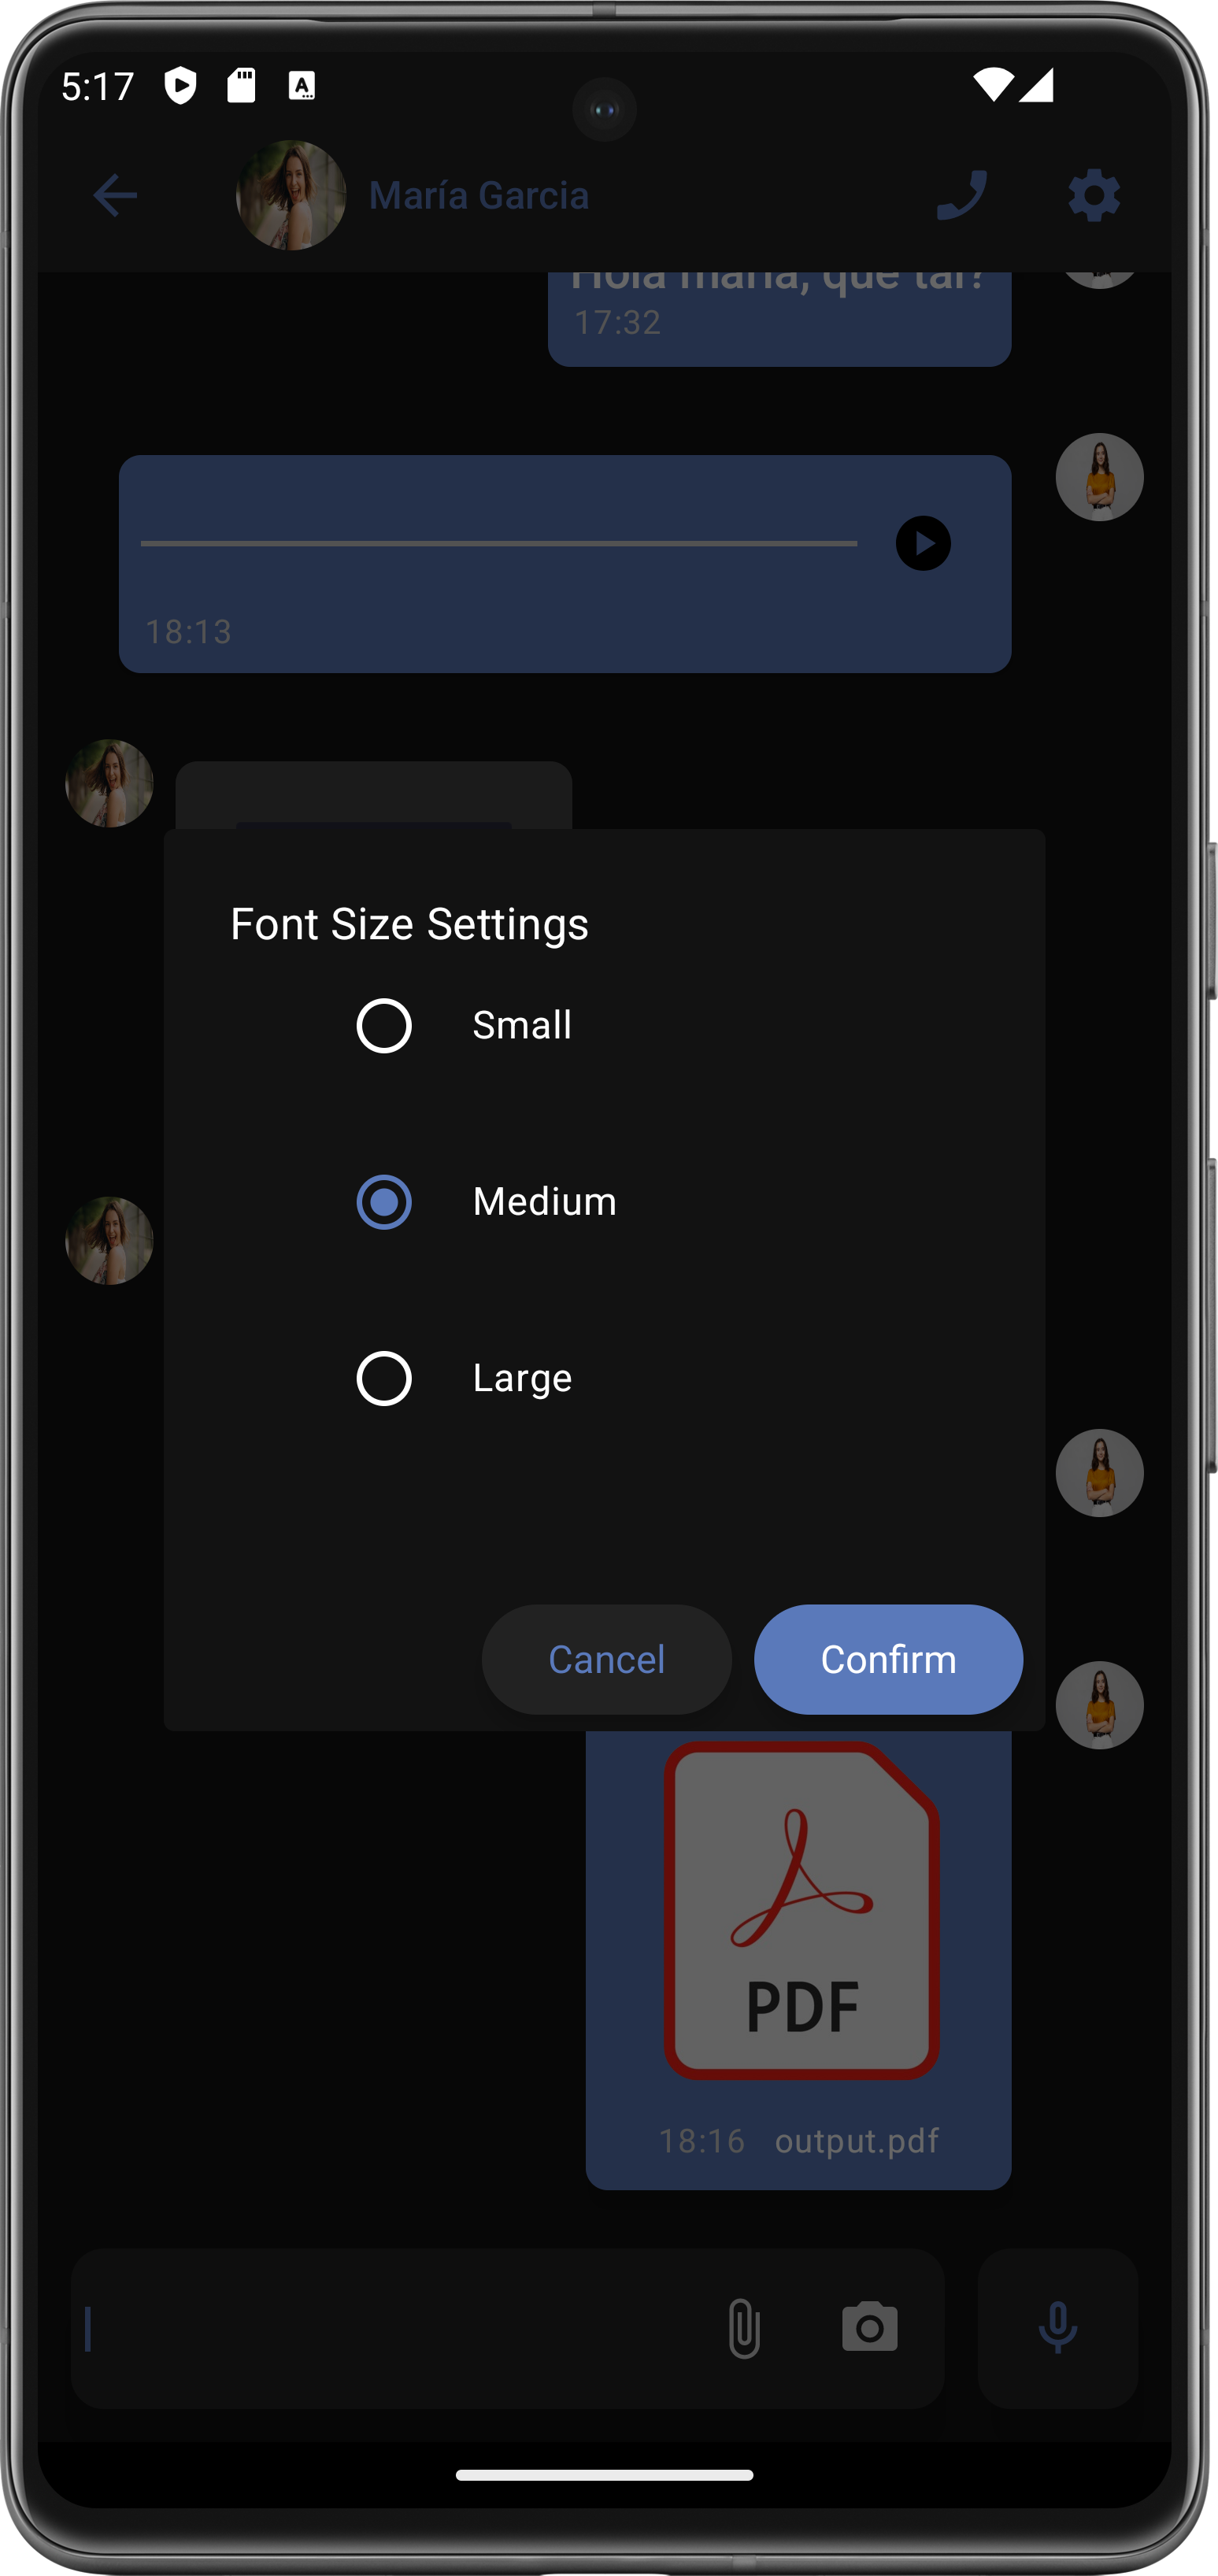 5:17
María Garcia
Hola maria, que tal?
17:32
18:13
Font Size Settings
Small
Medium
Large
Cancel
Confirm
PDF
18:16 output.pdf